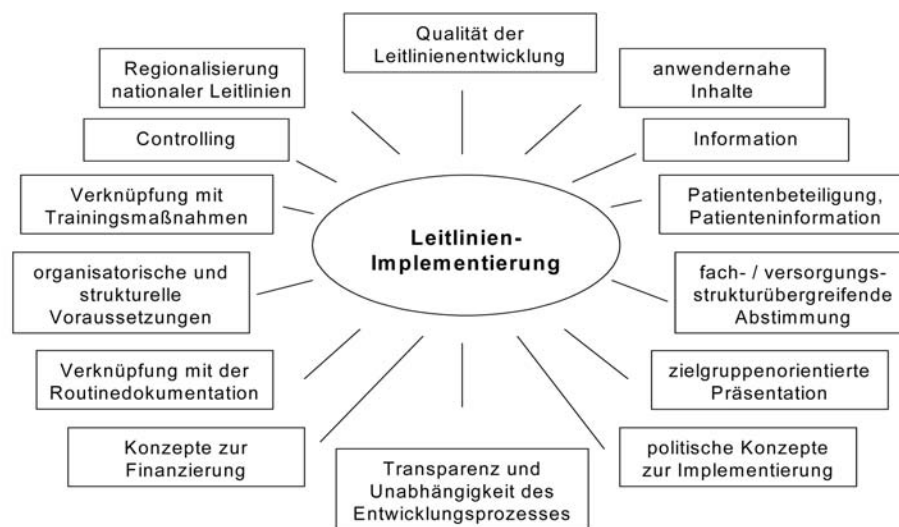 Qualität der
Leitlinienentwicklung
Regionalisierung
nationaler Leitlinien
anwendernahe
Inhalte
Controlling
Information
Verknüpfung mit
Trainingsmaßnahmen
Patientenbeteiligung,
Patienteninformation
Leitlinien-
Implementierung
organisatorische und
strukturelle
Voraussetzungen
fach- / versorgungs-
strukturübergreifende
Abstimmung
Verknüpfung mit der
Routinedokumentation
zielgruppenorientierte
Präsentation
Konzepte zur
Finanzierung
politische Konzepte
zur Implementierung
Transparenz und
Unabhängigkeit des
Entwicklungsprozesses